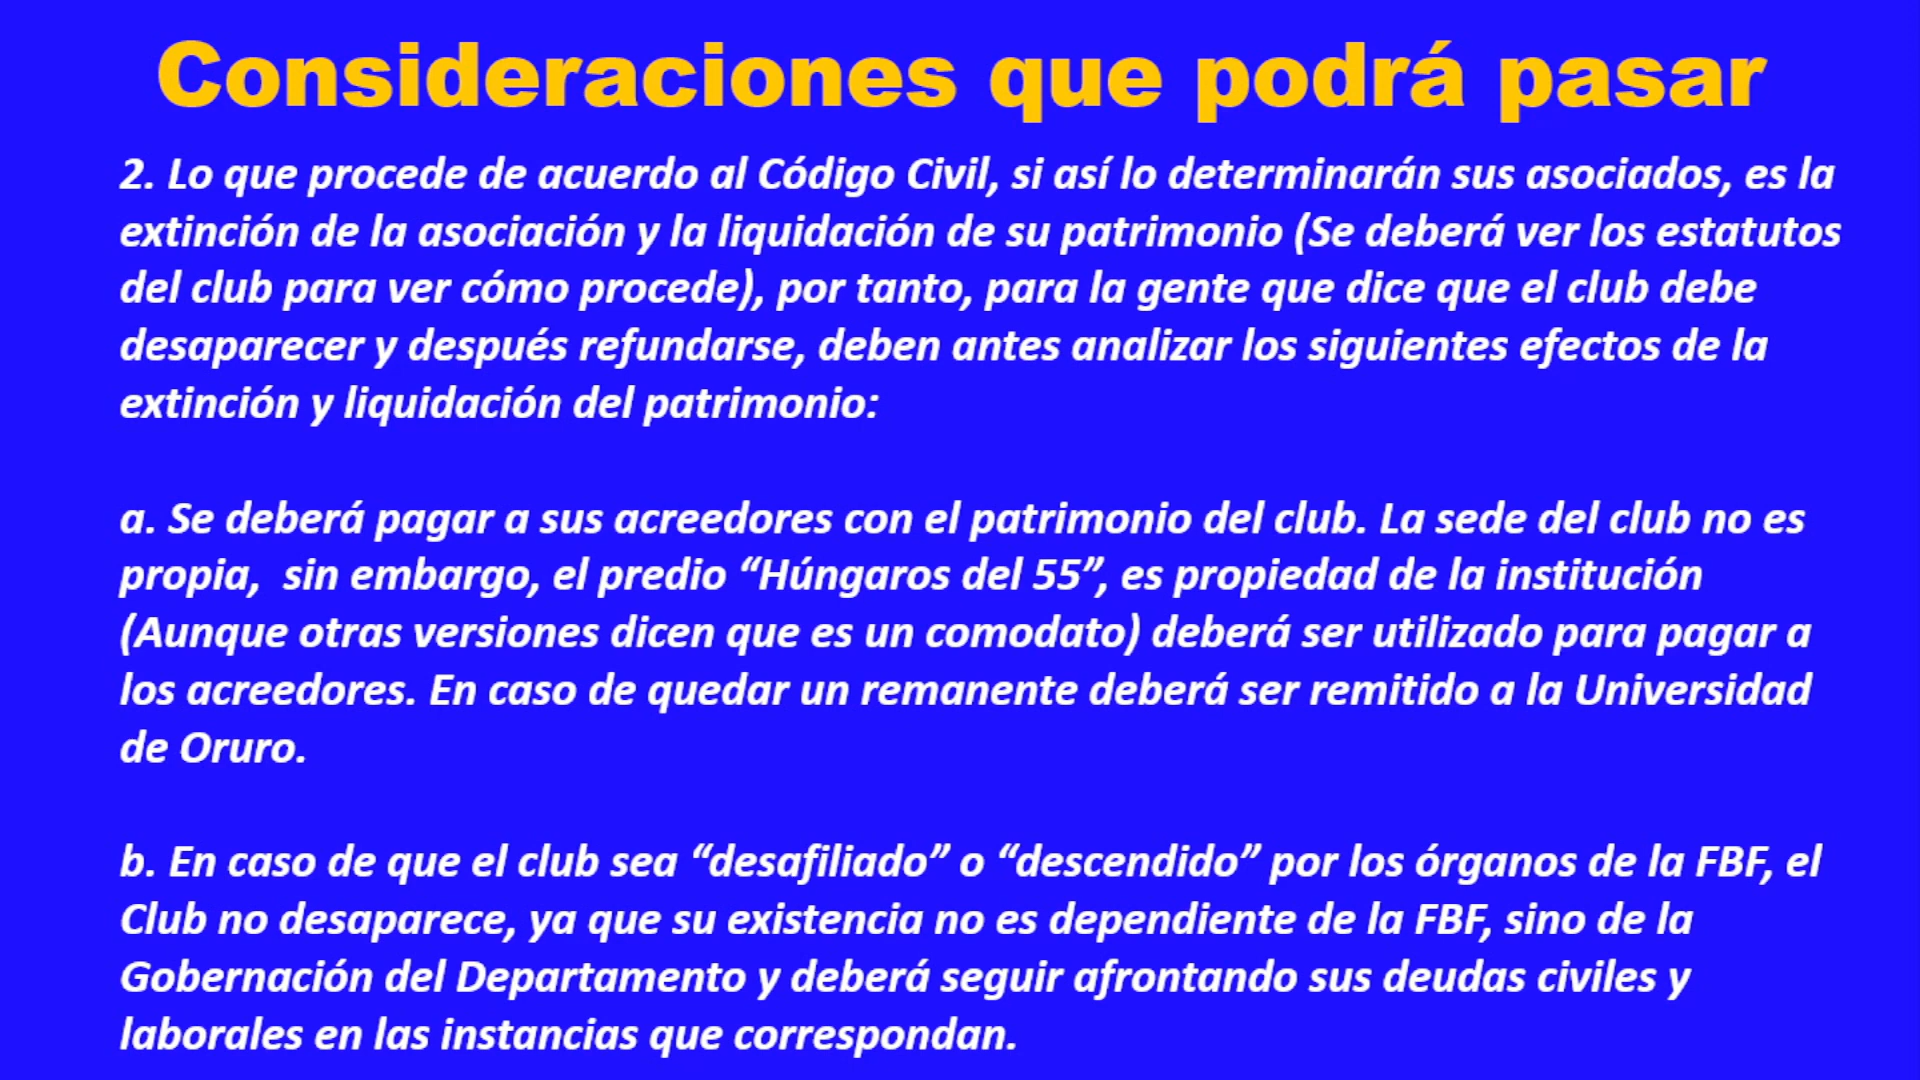 Consideraciones que podrá pasar
2. Lo que procede de acuerdo al Código Civil, si así lo determinarán sus asociados, es la
extinción de la asociación y la liquidación de su patrimonio (Se deberá ver los estatutos
del club para ver cómo procede), por tanto, para la gente que dice que el club debe
desaparecer y después refundarse, deben antes analizar los siguientes efectos de la
extinción y liquidación del patrimonio:
a. Se deberá pagar a sus acreedores con el patrimonio del club. La sede del club no es
propia,  sin embargo, el predio “Húngaros del 55”, es propiedad de la institución
(Aunque otras versiones dicen que es un comodato) deberá ser utilizado para pagar a
los acreedores. En caso de quedar un remanente deberá ser remitido a la Universidad
de Oruro.
b. En caso de que el club sea “desafiliado” o “descendido” por los órganos de la FBF, el
Club no desaparece, ya que su existencia no es dependiente de la FBF, sino de la
Gobernación del Departamento y deberá seguir afrontando sus deudas civiles y
laborales en las instancias que correspondan.